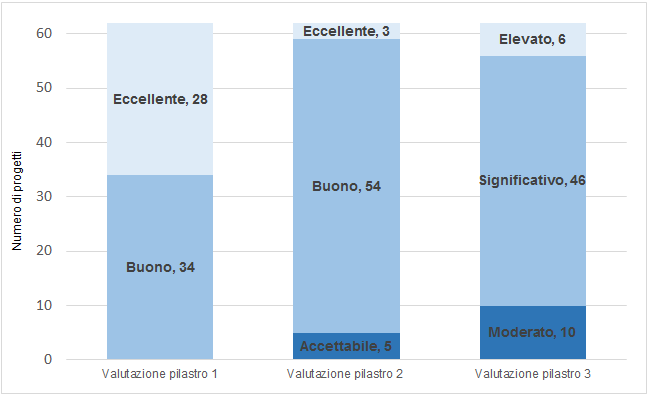 Numero di progetti
60
50
40
30
20
10
0
Eccellente, 28
Buono, 34
Eccellente, 3
Buono, 54
Accettabile, 5
Elevato, 6
Significativo, 46
Moderato, 10
Valutazione pilastro 1
Valutazione pilastro 2
Valutazione pilastro 3